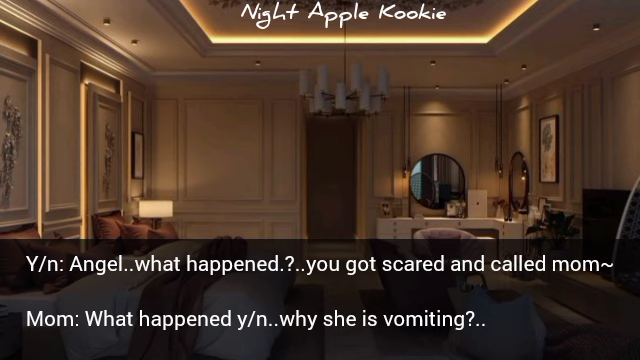 Night Apple Kookie
Y/n: Angel..what happened.?..you got scared and called mom~
Mom: What happened y/n..why she is vomiting?..